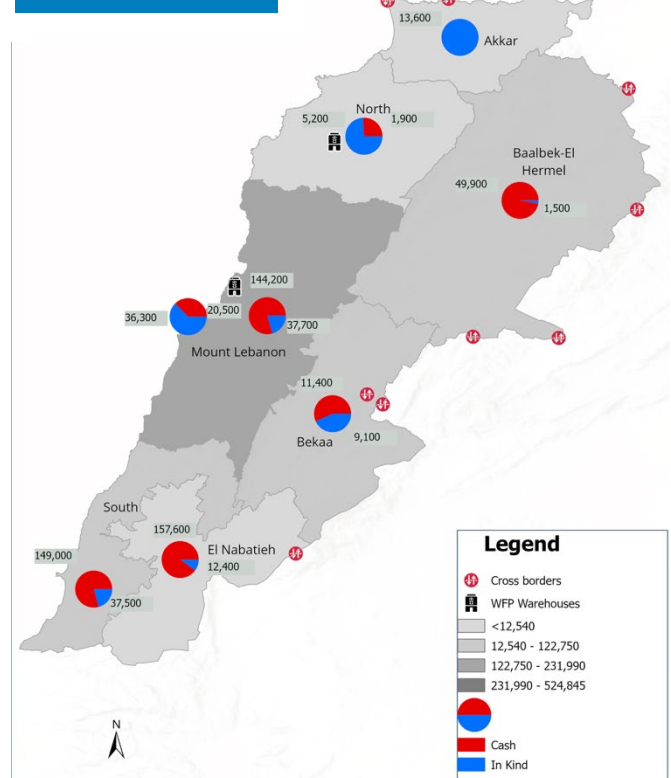 13,600
Akkar
North
5,200
1,900
Baalbek-El
Hermel
49,900
1,500
144,200
36,300
20,500
37,700
Mount Lebanon
11,400
Bekaa
9,100
South
157,600
El Nabatieh
149,000
12,400
37,500
N
Legend
Cross borders
WFP Warehouses
<12,540
12,540 - 122,750
122,750 - 231,990
231,990 - 524,845
Cash
In Kind